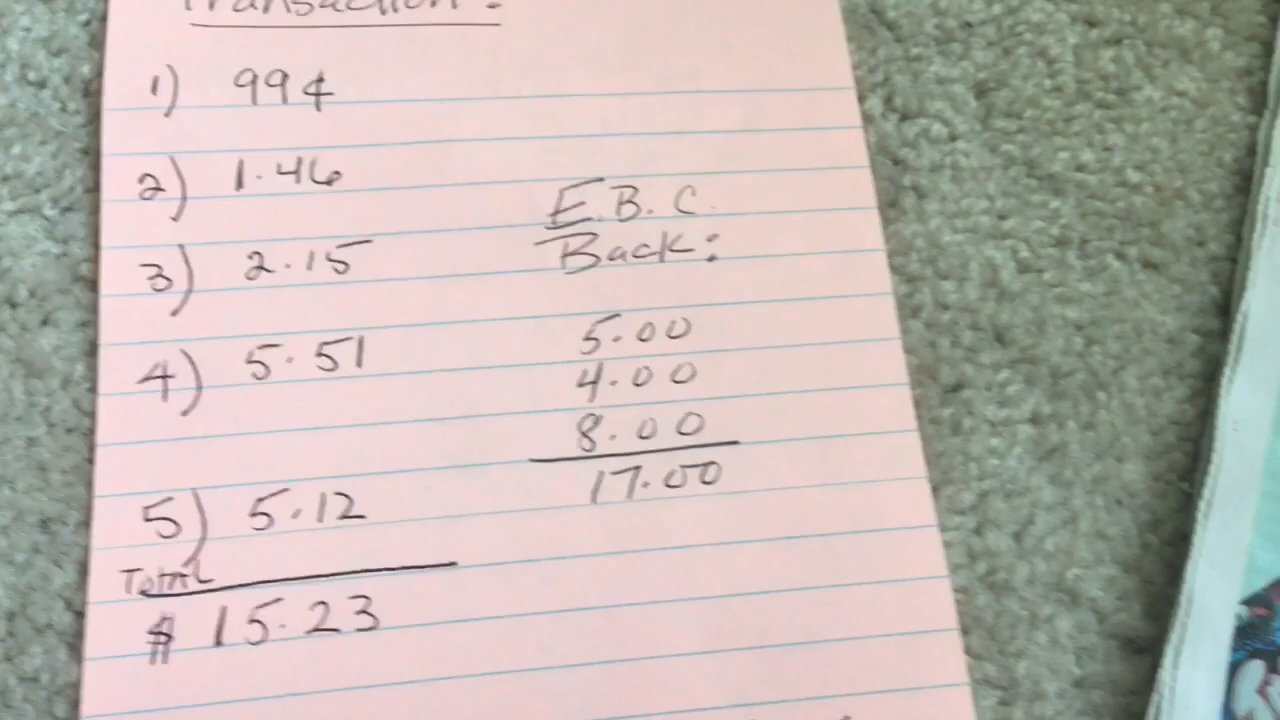 Transaction:
1) 99¢
2) 1.46
3) 2.15
4) 5.51
5) 5.12
Total
$ 15.23
E.B.C.
Back:
5.00
4.00
8.00
17.00